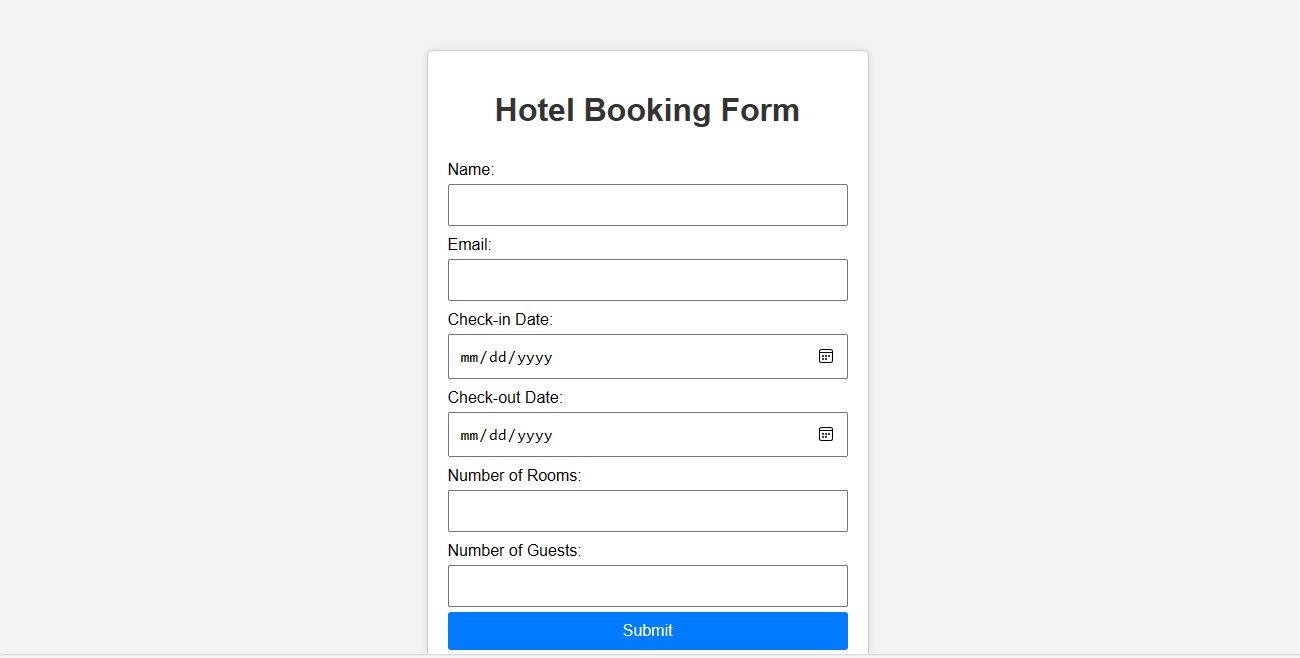 Hotel Booking Form
Name:
Email:
Check-in Date:
mm/dd/yyyy
Check-out Date:
mm/dd/yyyy
Number of Rooms:
Number of Guests:
Submit